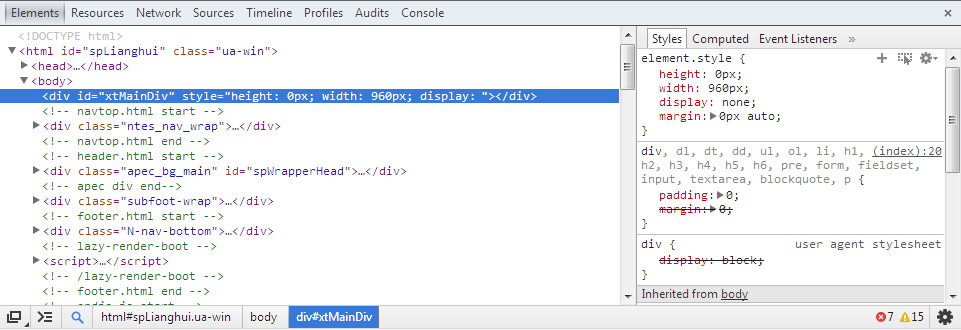 Elements Resources Network Sources Timeline Profiles Audits Console ×
<!DOCTYPE html>
▼<html id="spLianghui" class="ua-win">
▶<head>…</head>
▼<body>
<div id="xtMainDiv" style="height: 0px; width: 960px; display: "></div>
<!-- navtop.html start -->
▶<div class="ntes_nav_wrap">…</div>
<!-- navtop.html end -->
<!-- header.html start -->
▶<div class="apec_bg_main" id="spWrapperHead">…</div>
<!-- apec div end-->
▶<div class="subfoot-wrap">…</div>
<!-- footer.html start -->
▶<div class="N-nav-bottom">…</div>
<!-- lazy-render-boot -->
▶<script>…</script>
<!-- /lazy-render-boot -->
<!-- footer.html end -->
Styles Computed Event Listeners »
element.style {
height: 0px;
width: 960px;
display: none;
margin:▶0px auto;
}
div, dl, dt, dd, ul, ol, li, h1, (index):20
h2, h3, h4, h5, h6, pre, form, fieldset,
input, textarea, blockquote, p {
padding:▶0;
margin:▶0;
}
div { user agent stylesheet
display: block;
}
Inherited from body
html#spLianghui.ua-win body div#xtMainDiv 7 15